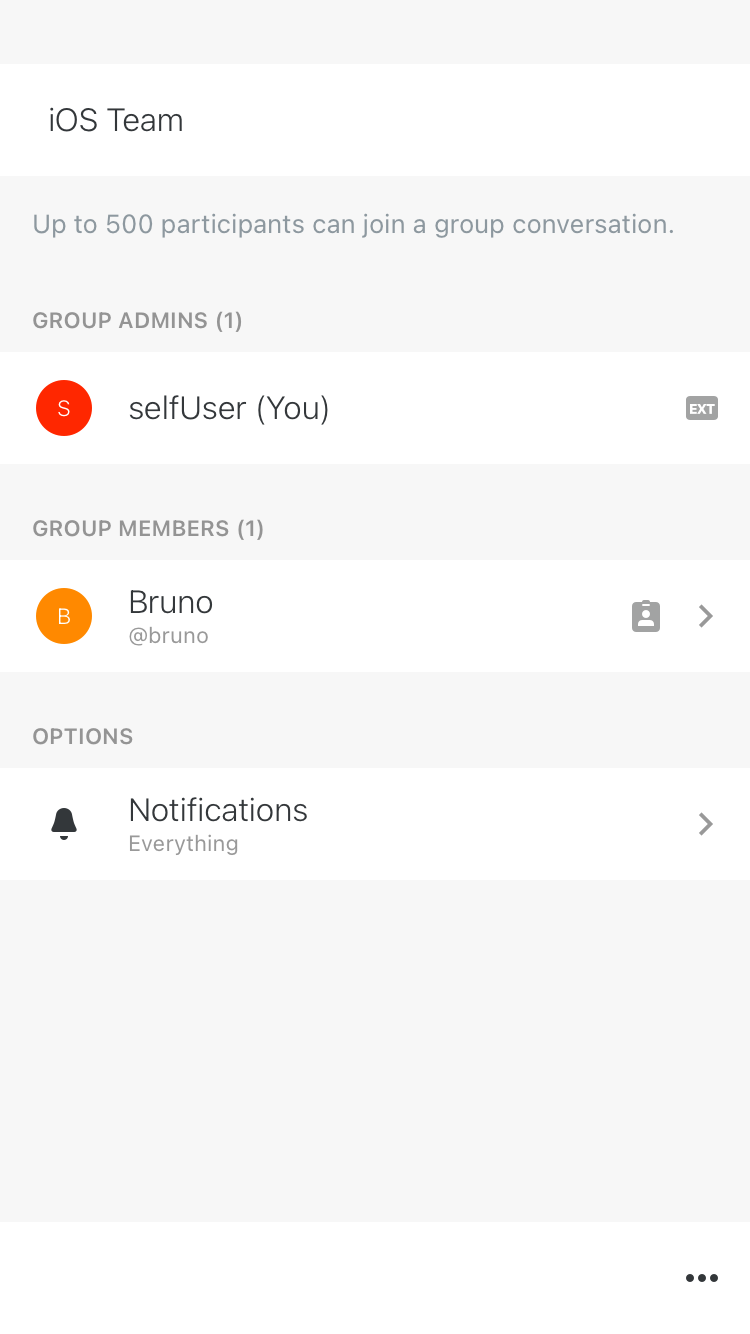 iOS Team
Up to 500 participants can join a group conversation.
GROUP ADMINS (1)
S
selfUser (You)
EXT
GROUP MEMBERS (1)
B
Bruno
@bruno
OPTIONS
Notifications
Everything